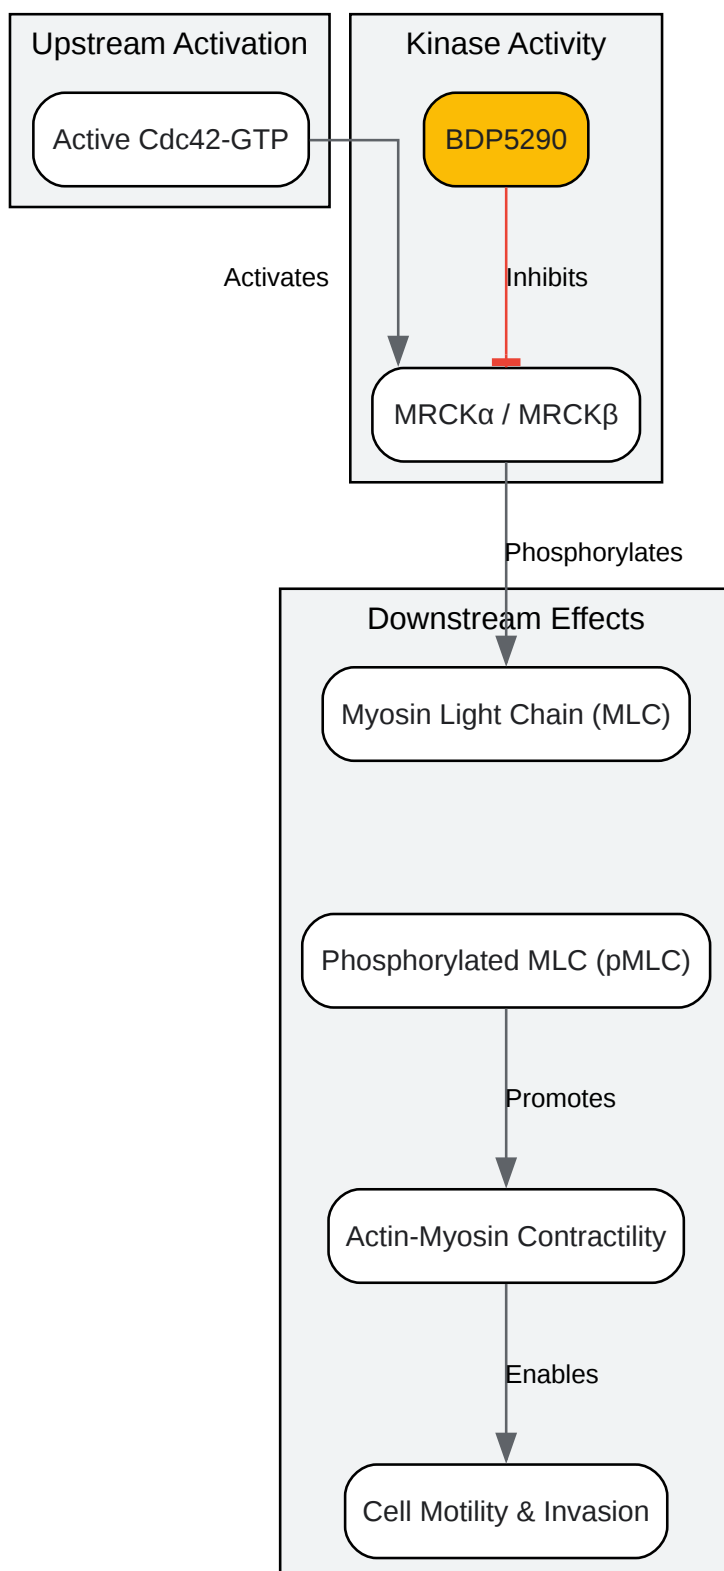 Upstream Activation
Kinase Activity
Active Cdc42-GTP
BDP5290
Activates
Inhibits
MRCKα / MRCKβ
Phosphorylates
Downstream Effects
Myosin Light Chain (MLC)
Phosphorylated MLC (pMLC)
Promotes
Actin-Myosin Contractility
Enables
Cell Motility & Invasion